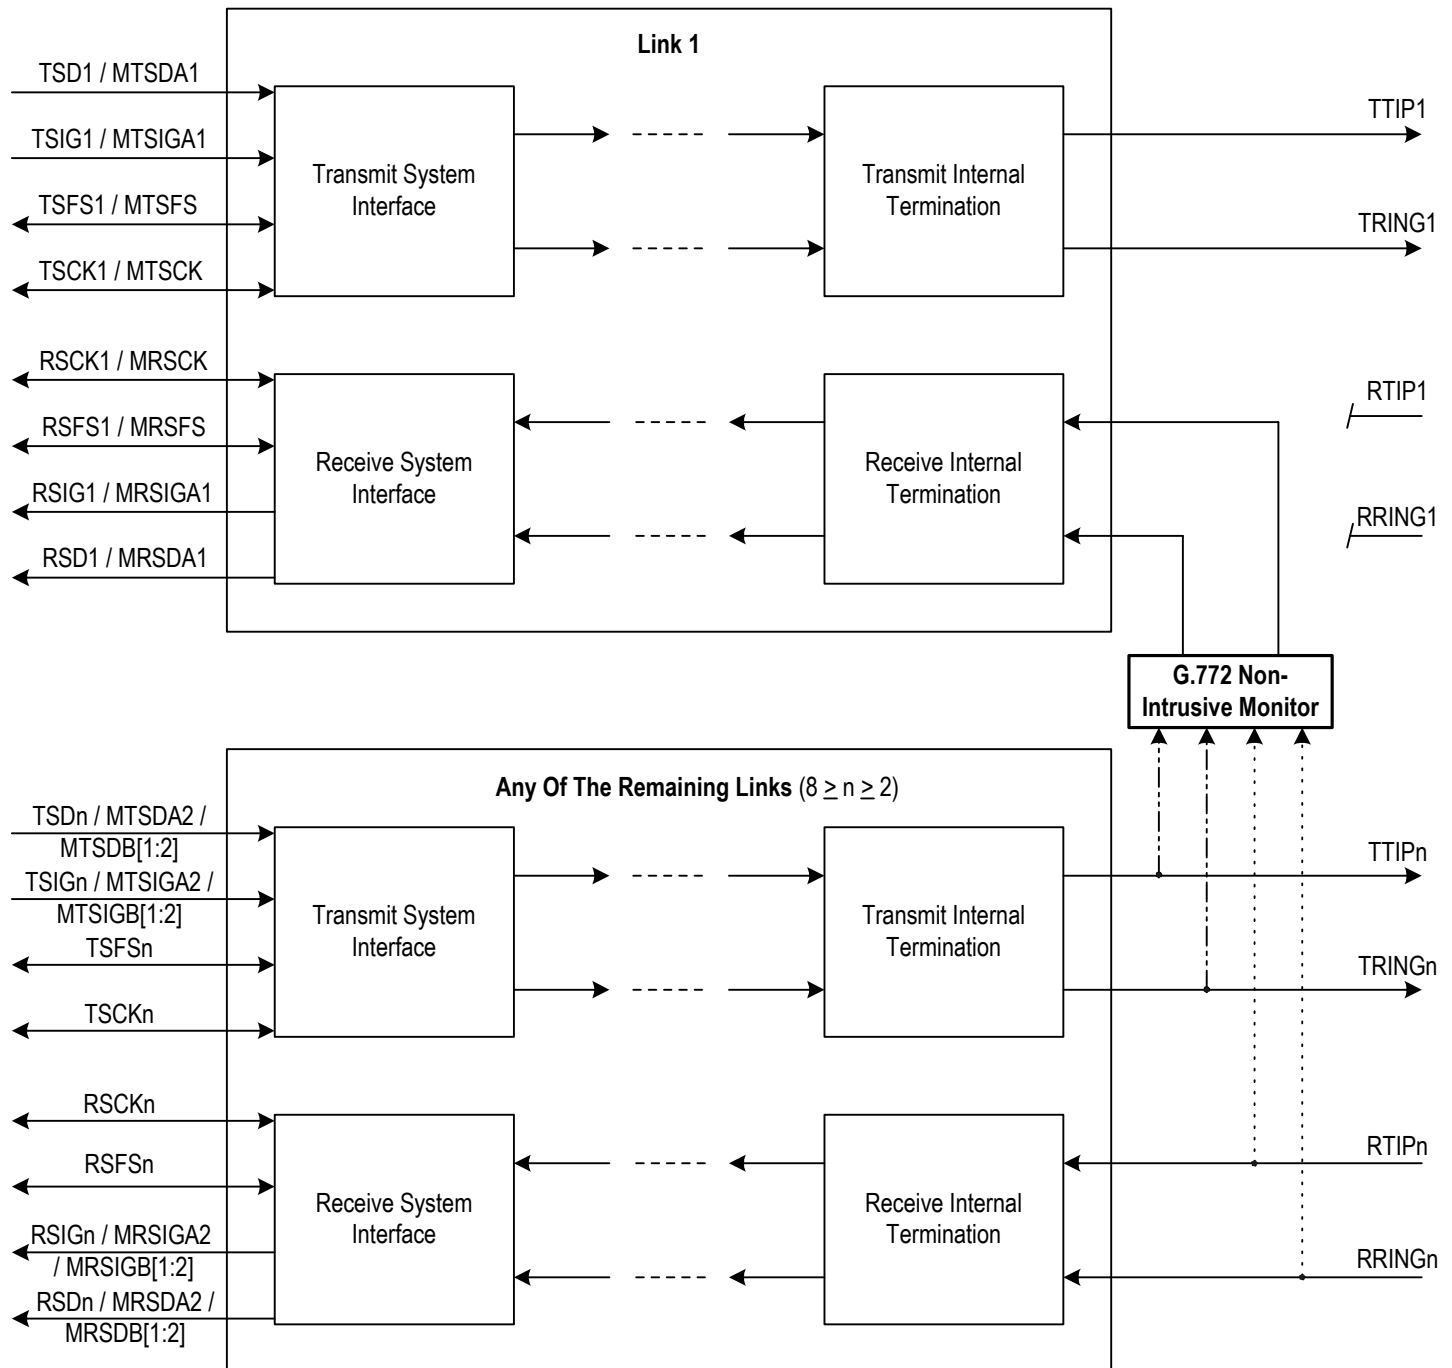 Link 1
TSD1 / MTSDA1
TSIG1 / MTSIGA1
TSFS1 / MTSFS
TSCK1 / MTSCK
Transmit System
Interface
Transmit Internal
Termination
TTIP1
TRING1
RSCK1 / MRSCK
RSFS1 / MRSFS
RSIG1 / MRSIGA1
RSD1 / MRSDA1
Receive System
Interface
Receive Internal
Termination
RTIP1
RRING1
G.772 Non-
Intrusive Monitor
Any Of The Remaining Links (8 ≥ n ≥ 2)
TSDn / MTSDA2 /
MTSDB[1:2]
TSIGn / MTSIGA2 /
MTSIGB[1:2]
TSFSn
TSCKn
Transmit System
Interface
Transmit Internal
Termination
TTIPn
TRINGn
RSCKn
RSFSn
RSIGn / MRSIGA2
/ MRSIGB[1:2]
RSDn / MRSDA2 /
MRSDB[1:2]
Receive System
Interface
Receive Internal
Termination
RTIPn
RRINGn